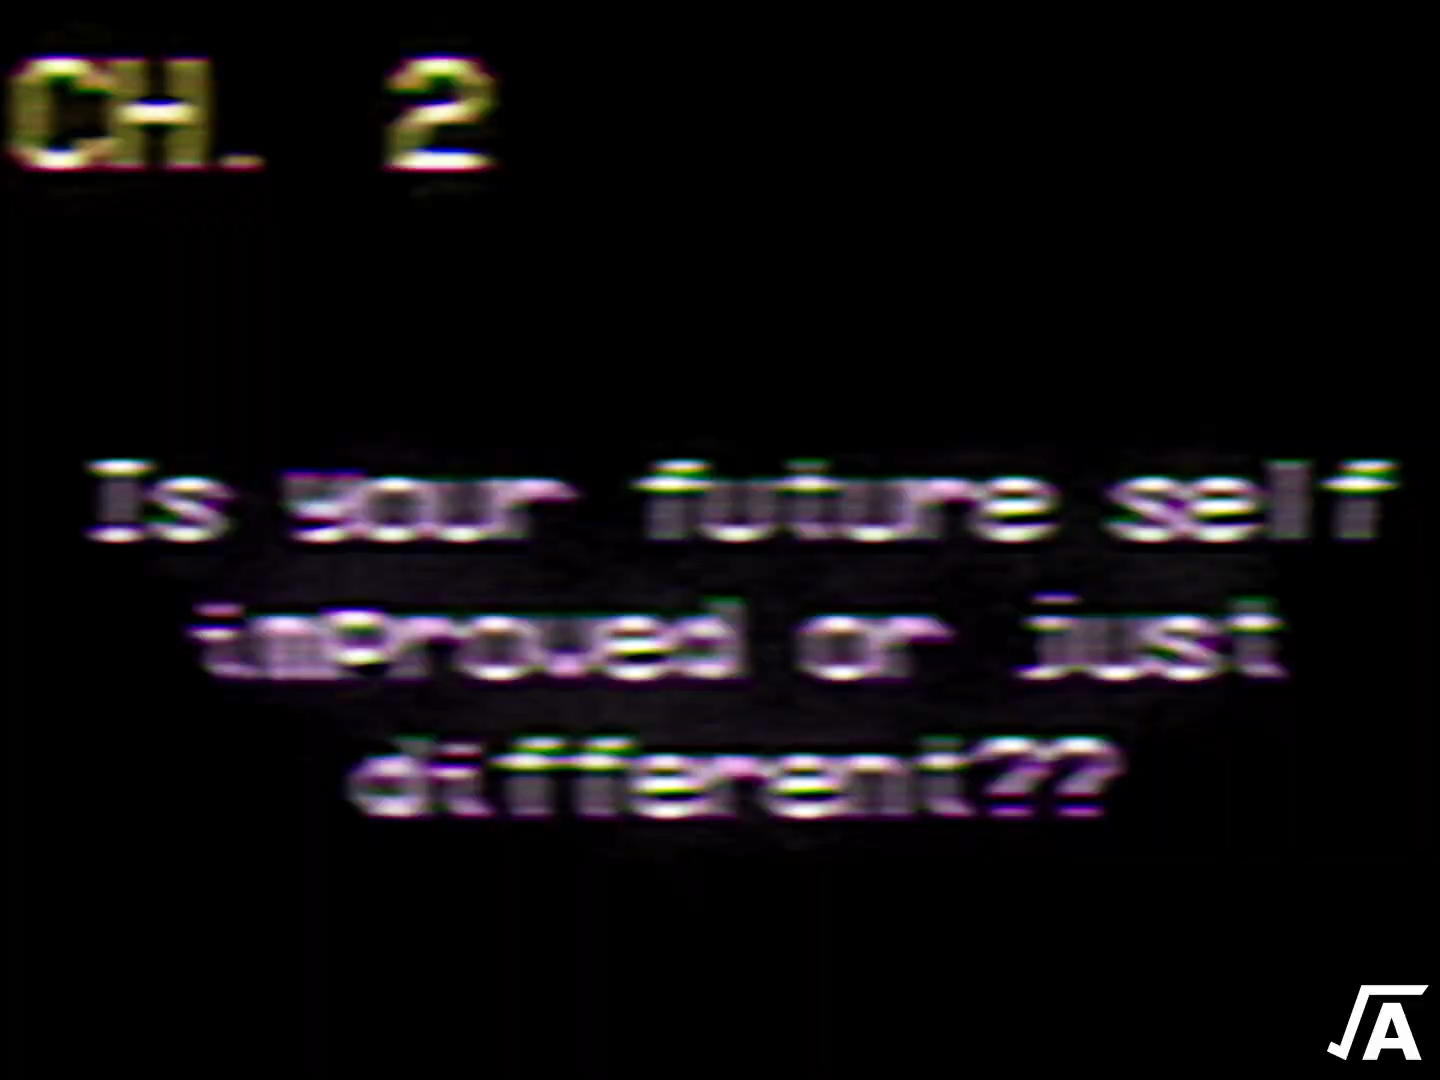 CH. 2
Is your future self
improved or just
different??
√A